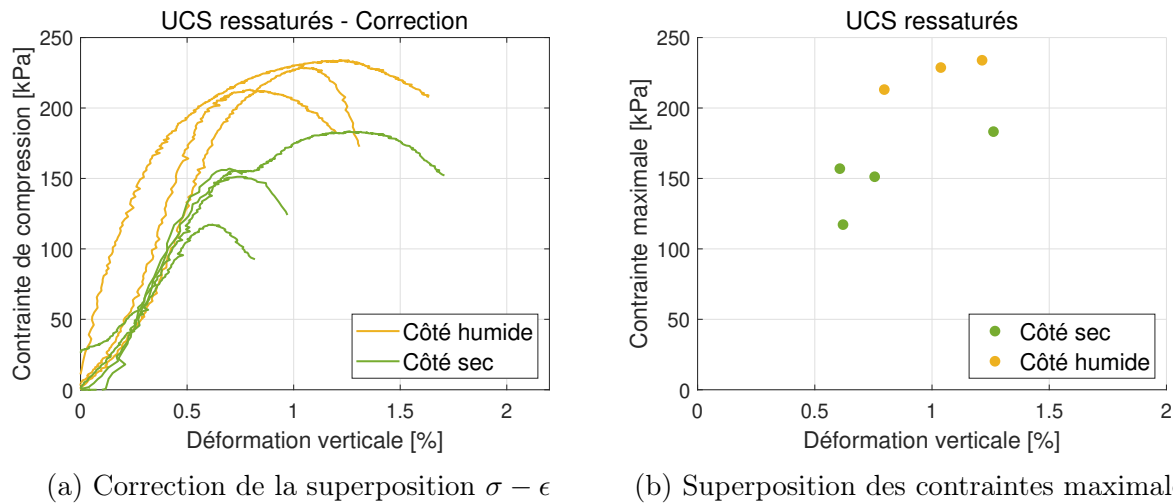 UCS ressaturés - Correction
Contrainte de compression [kPa]
250
200
150
100
50
0
0
0.5
1
1.5
2
Déformation verticale [%]
Côté humide
Côté sec
(a) Correction de la superposition σ − ϵ
UCS ressaturés
Contrainte maximale [kPa]
250
200
150
100
50
0
0
0.5
1
1.5
2
Déformation verticale [%]
Côté sec
Côté humide
(b) Superposition des contraintes maximal